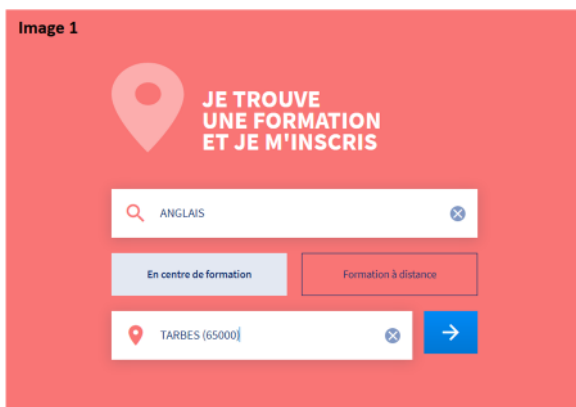 Image 1
JE TROUVE
UNE FORMATION
ET JE M'INSCRIS
ANGLAIS
En centre de formation
Formation à distance
TARBES (65000)